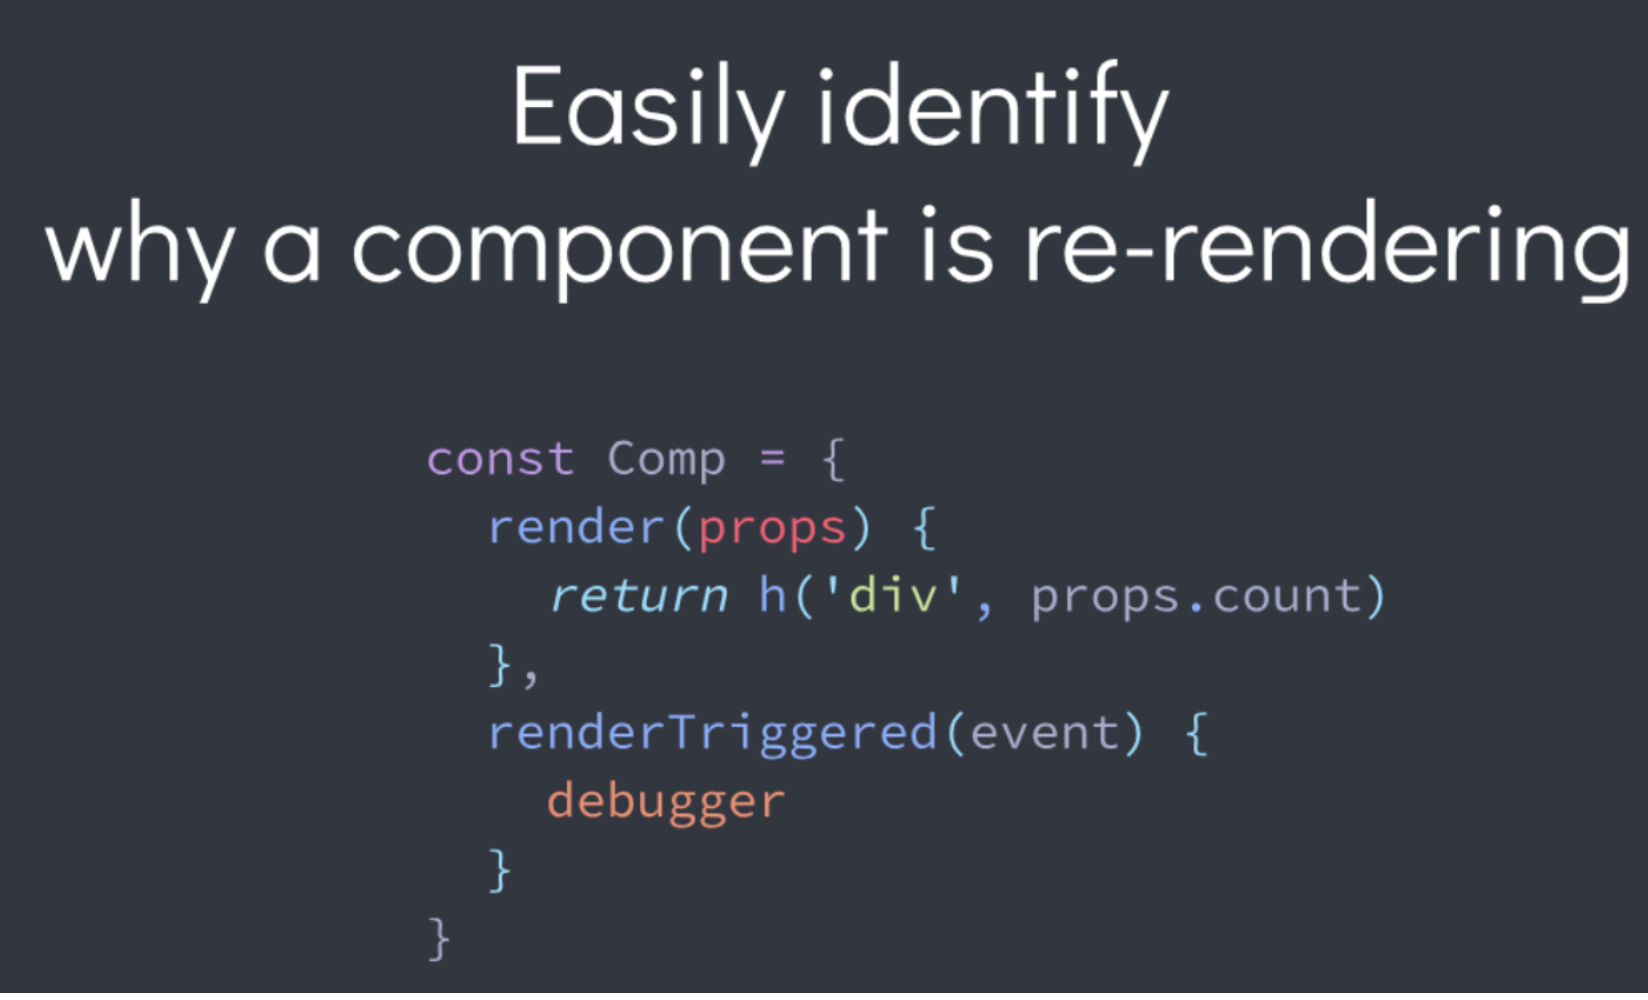 Easily identify
why a component is re-rendering
const Comp = {
  render(props) {
    return h('div', props.count)
  },
  renderTriggered(event) {
    debugger
  }
}